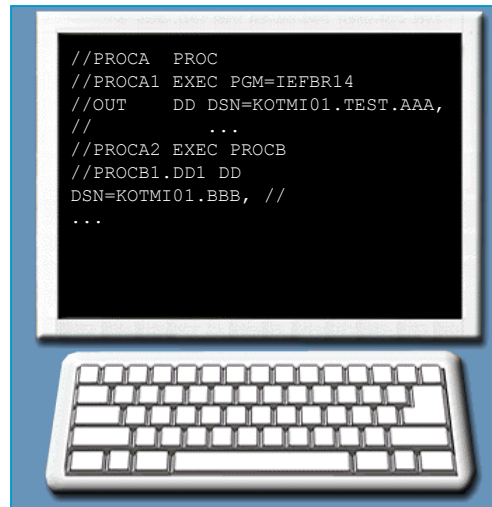 //PROCA  PROC
//PROCA1 EXEC PGM=IEFBR14
//OUT    DD DSN=KOTMI01.TEST.AAA,
//          ...
//PROCA2 EXEC PROCB
//PROCB1.DD1 DD
DSN=KOTMI01.BBB, //
...